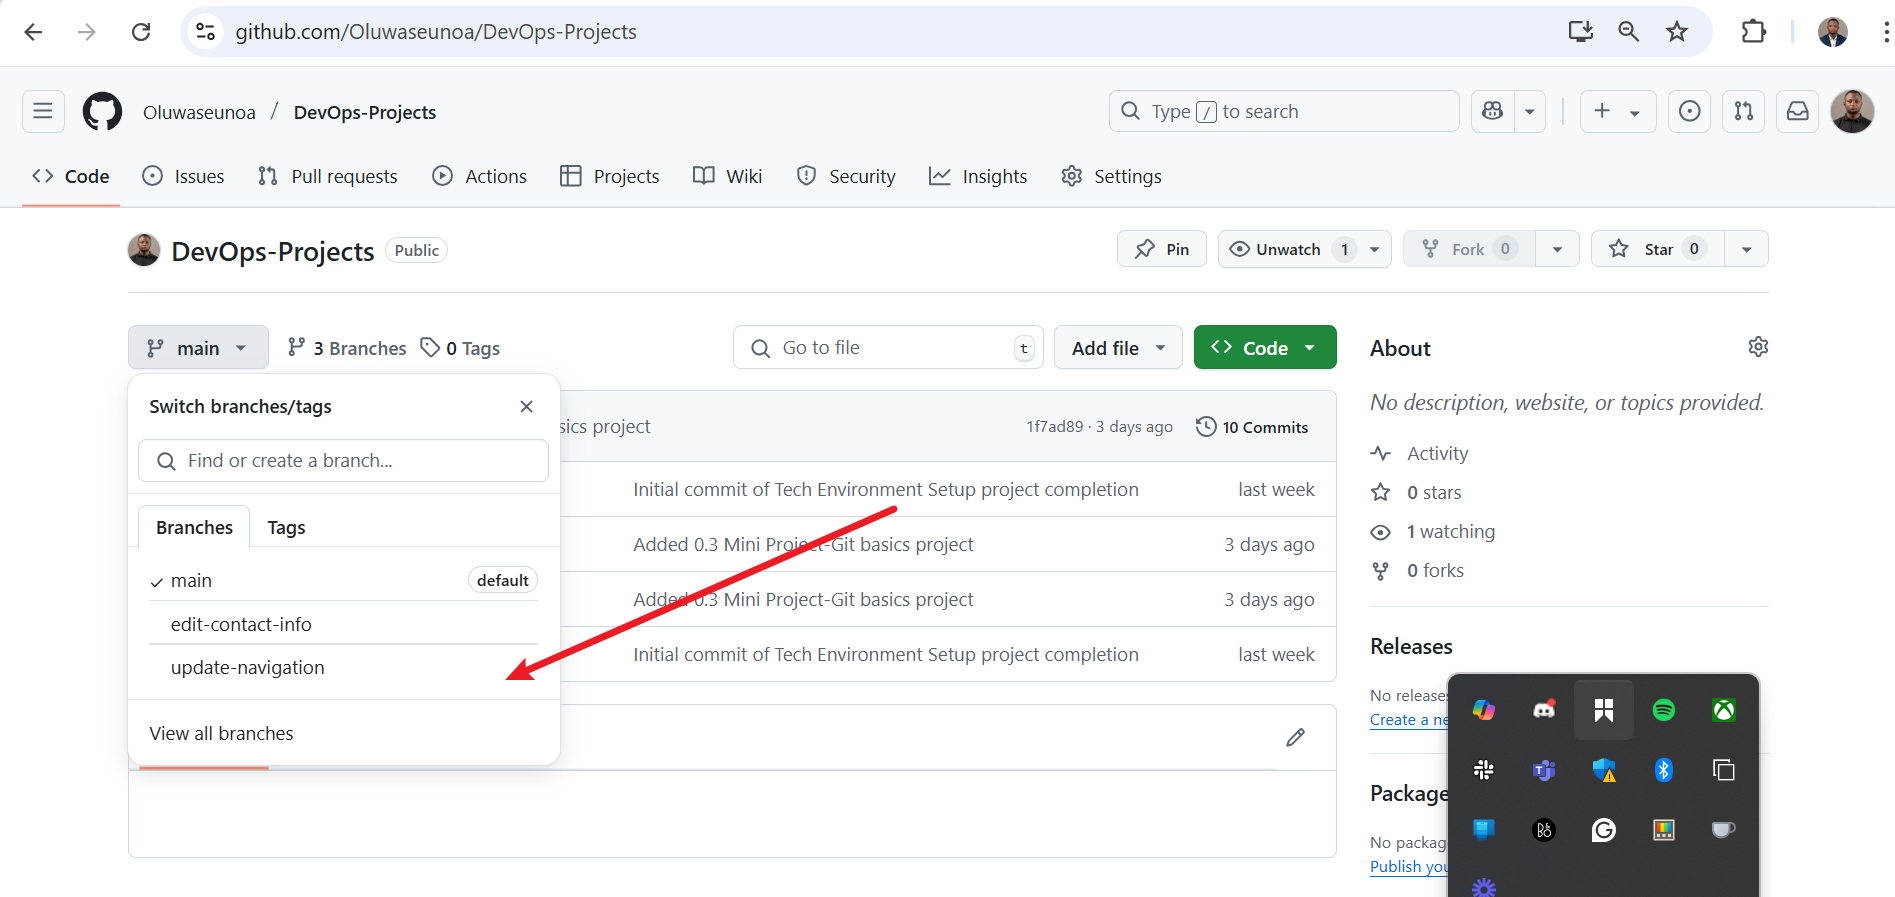 github.com/Oluwaseunoa/DevOps-Projects
Oluwaseunoa / DevOps-Projects
Type / to search
Code Issues Pull requests Actions Projects Wiki Security Insights Settings
DevOps-Projects Public
Pin Unwatch 1 Fork 0 Star 0
main 3 Branches 0 Tags
Go to file t Add file Code
Switch branches/tags
Find or create a branch...
Branches Tags
main default
edit-contact-info
update-navigation
View all branches
sics project 1f7ad89 · 3 days ago 10 Commits
Initial commit of Tech Environment Setup project completion last week
Added 0.3 Mini Project-Git basics project 3 days ago
Added 0.3 Mini Project-Git basics project 3 days ago
Initial commit of Tech Environment Setup project completion last week
About
No description, website, or topics provided.
Activity
0 stars
1 watching
0 forks
Releases
No releases
Create a ne
Package
No packag
Publish you